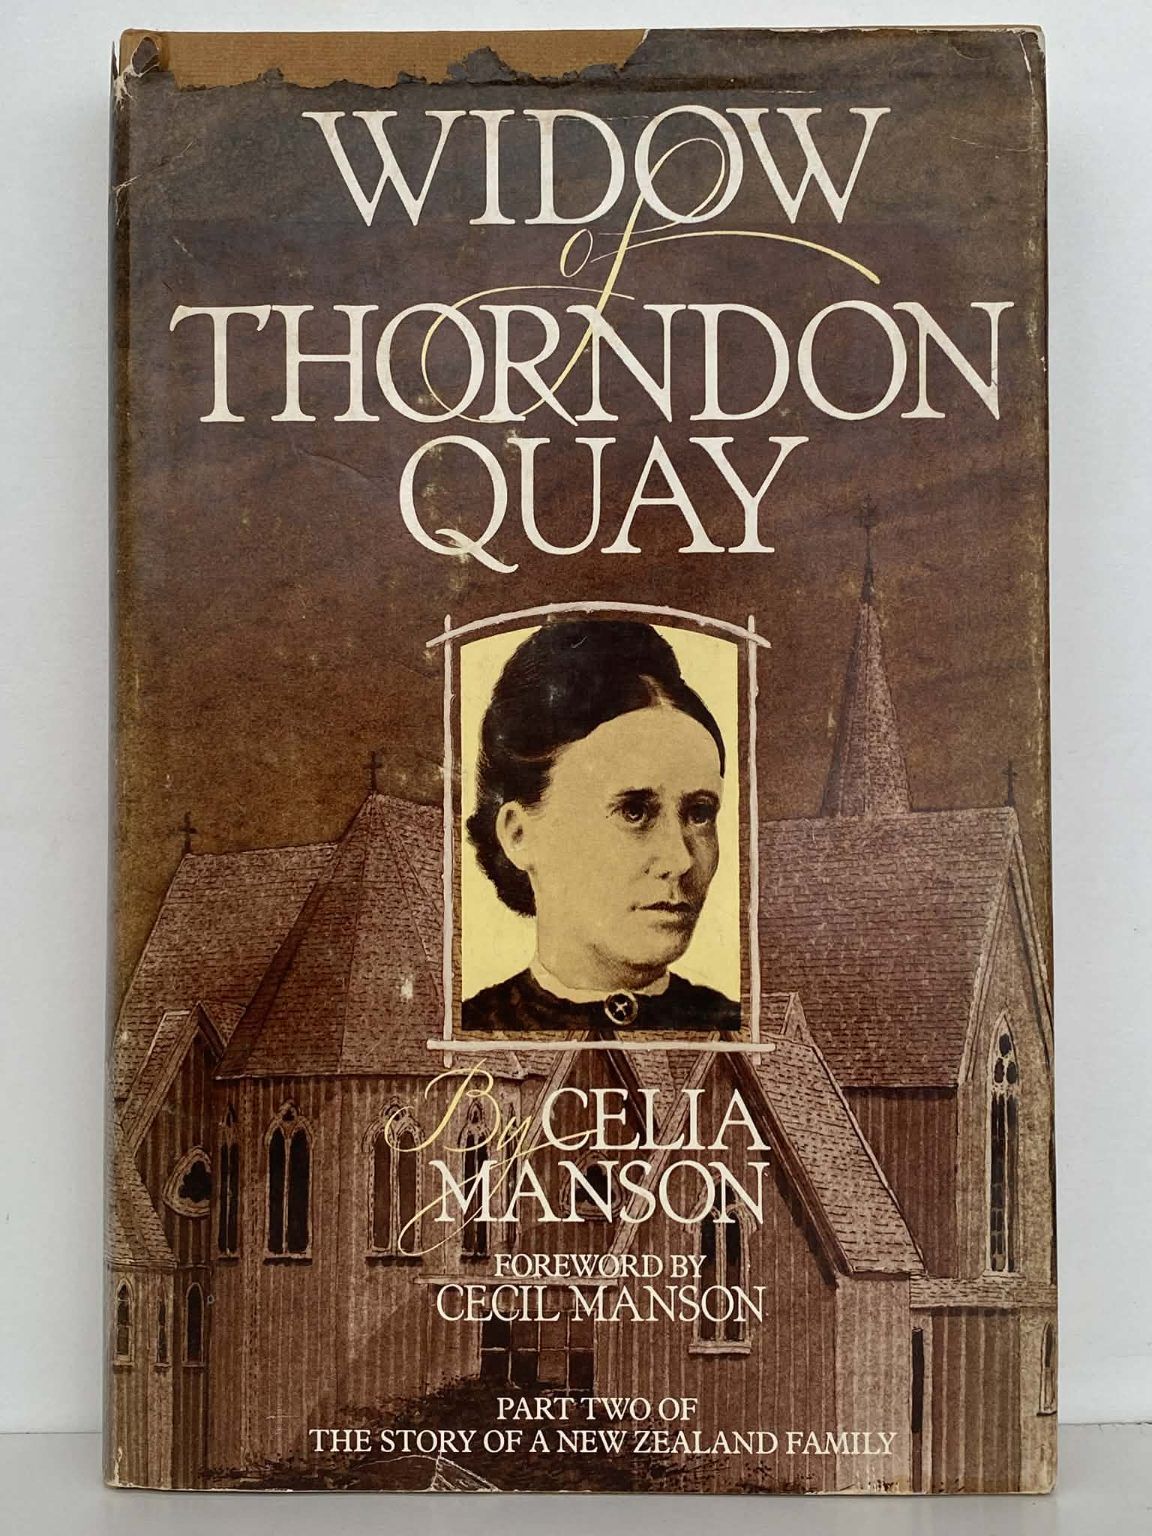 WIDOW
of
THORNDON
QUAY
By CELIA
MANSON
FOREWORD BY
CECIL MANSON
PART TWO OF
THE STORY OF A NEW ZEALAND FAMILY